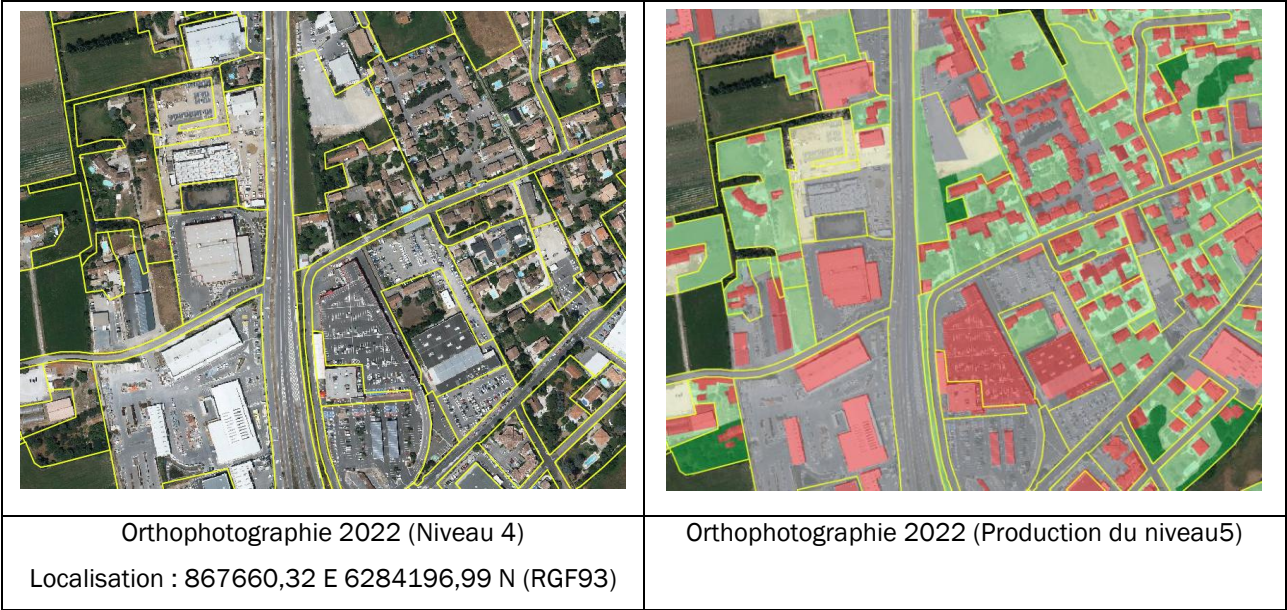 Orthophotographie 2022 (Niveau 4)
Localisation : 867660,32 E 6284196,99 N (RGF93)
Orthophotographie 2022 (Production du niveau5)